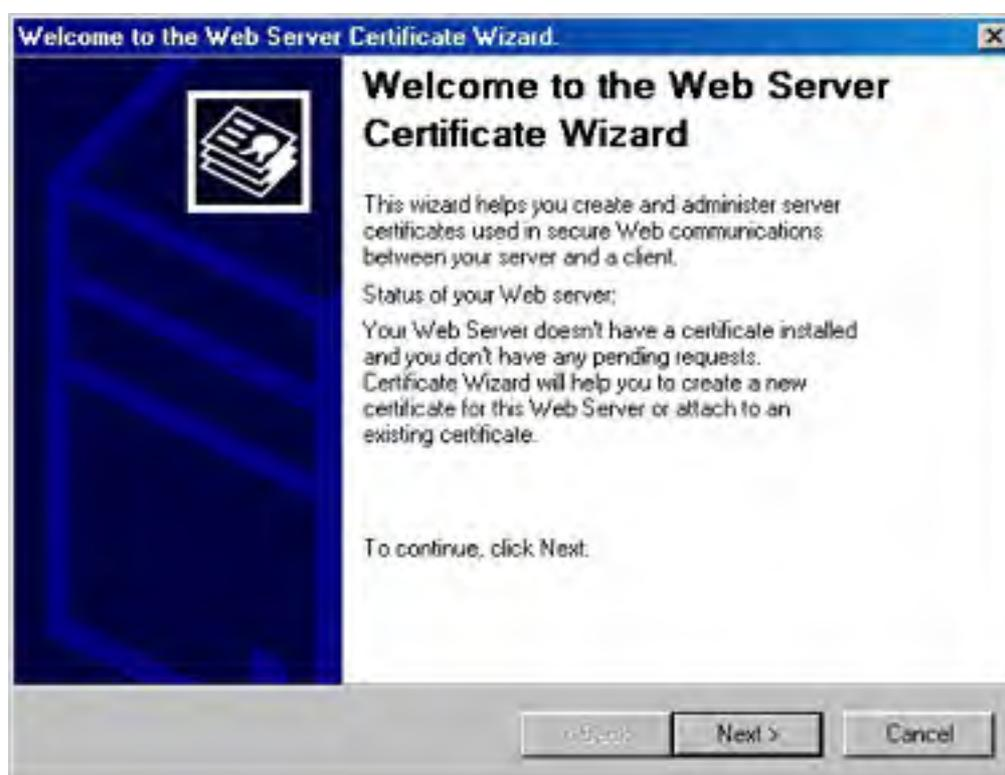 Welcome to the Web Server Certificate Wizard.
Welcome to the Web Server
Certificate Wizard
This wizard helps you create and administer server
certificates used in secure Web communications
between your server and a client.
Status of your Web server:
Your Web Server doesn't have a certificate installed
and you don't have any pending requests.
Certificate Wizard will help you to create a new
certificate for this Web Server or attach to an
existing certificate.
To continue, click Next.
< Back Next > Cancel